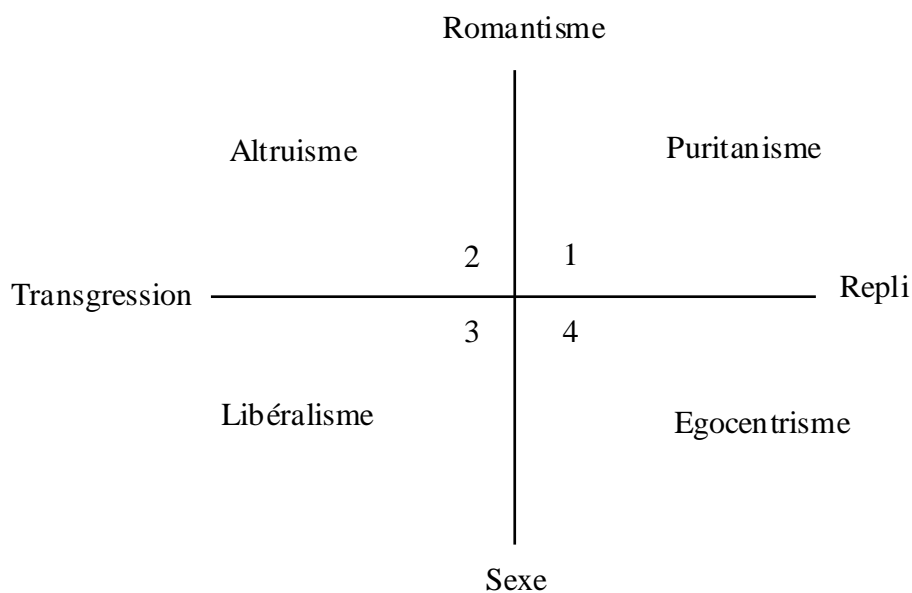 Romantisme
Altruisme
Puritanisme
2
1
Transgression
Repli
3
4
Libéralisme
Egocentrisme
Sexe